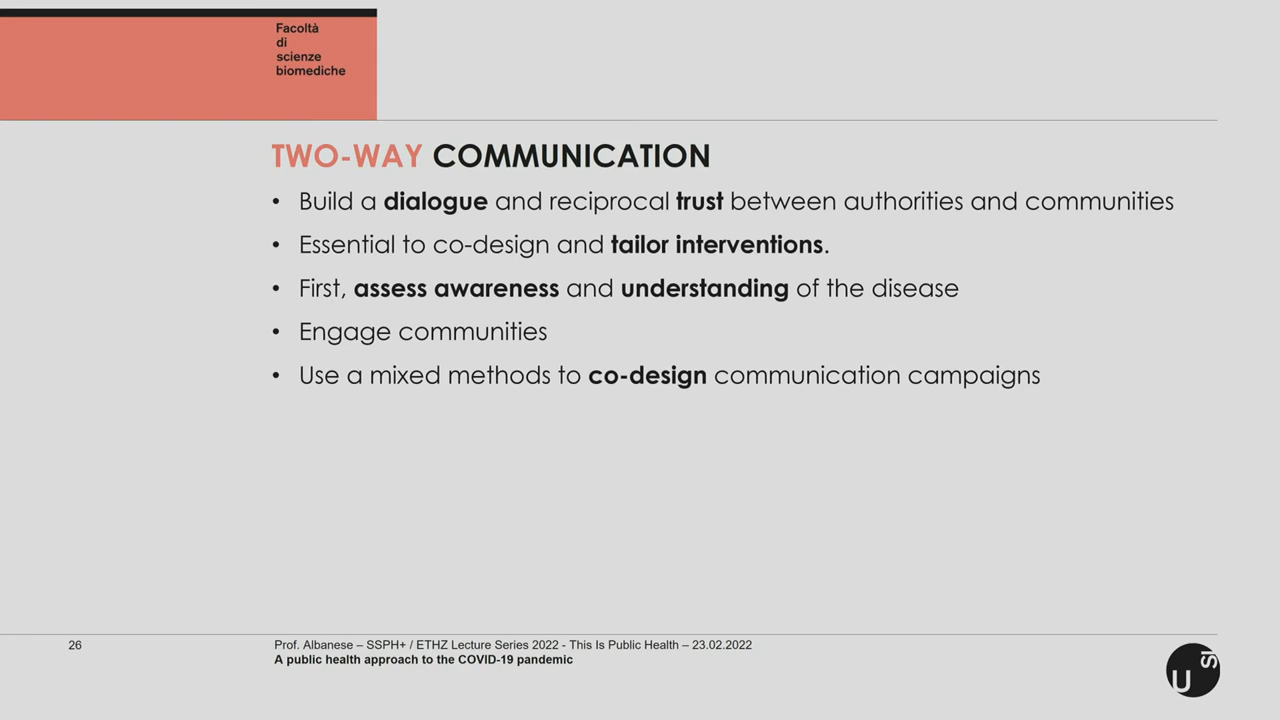 Facoltà
di
scienze
biomediche
TWO-WAY COMMUNICATION
• Build a dialogue and reciprocal trust between authorities and communities
• Essential to co-design and tailor interventions.
• First, assess awareness and understanding of the disease
• Engage communities
• Use a mixed methods to co-design communication campaigns
26
Prof. Albanese – SSPH+ / ETHZ Lecture Series 2022 - This Is Public Health – 23.02.2022
A public health approach to the COVID-19 pandemic
U SI